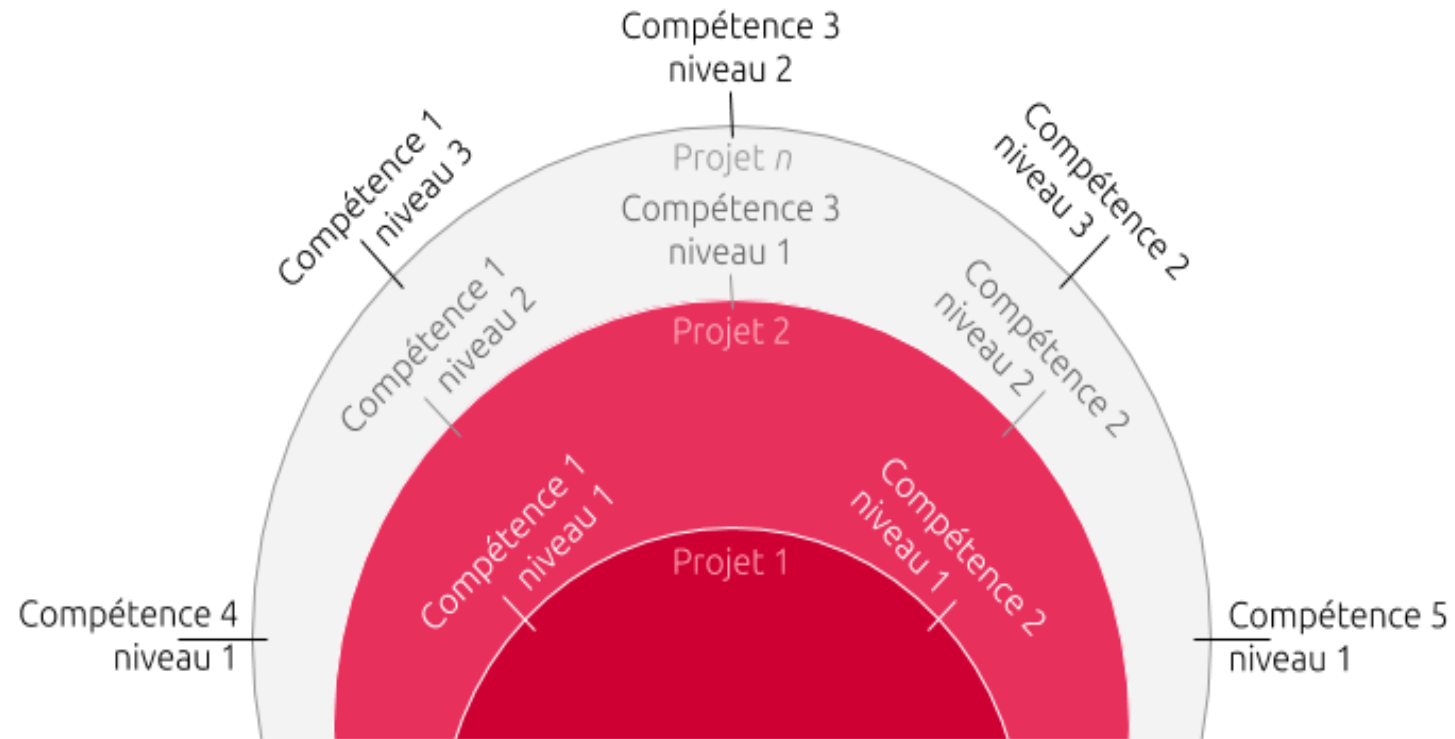 Compétence 3
niveau 2
Compétence 1
niveau 3
Compétence 2
niveau 3
Projet n
Compétence 3
niveau 1
Compétence 1
niveau 2
Compétence 2
niveau 2
Projet 2
Compétence 1
niveau 1
Compétence 2
niveau 1
Projet 1
Compétence 4
niveau 1
Compétence 5
niveau 1